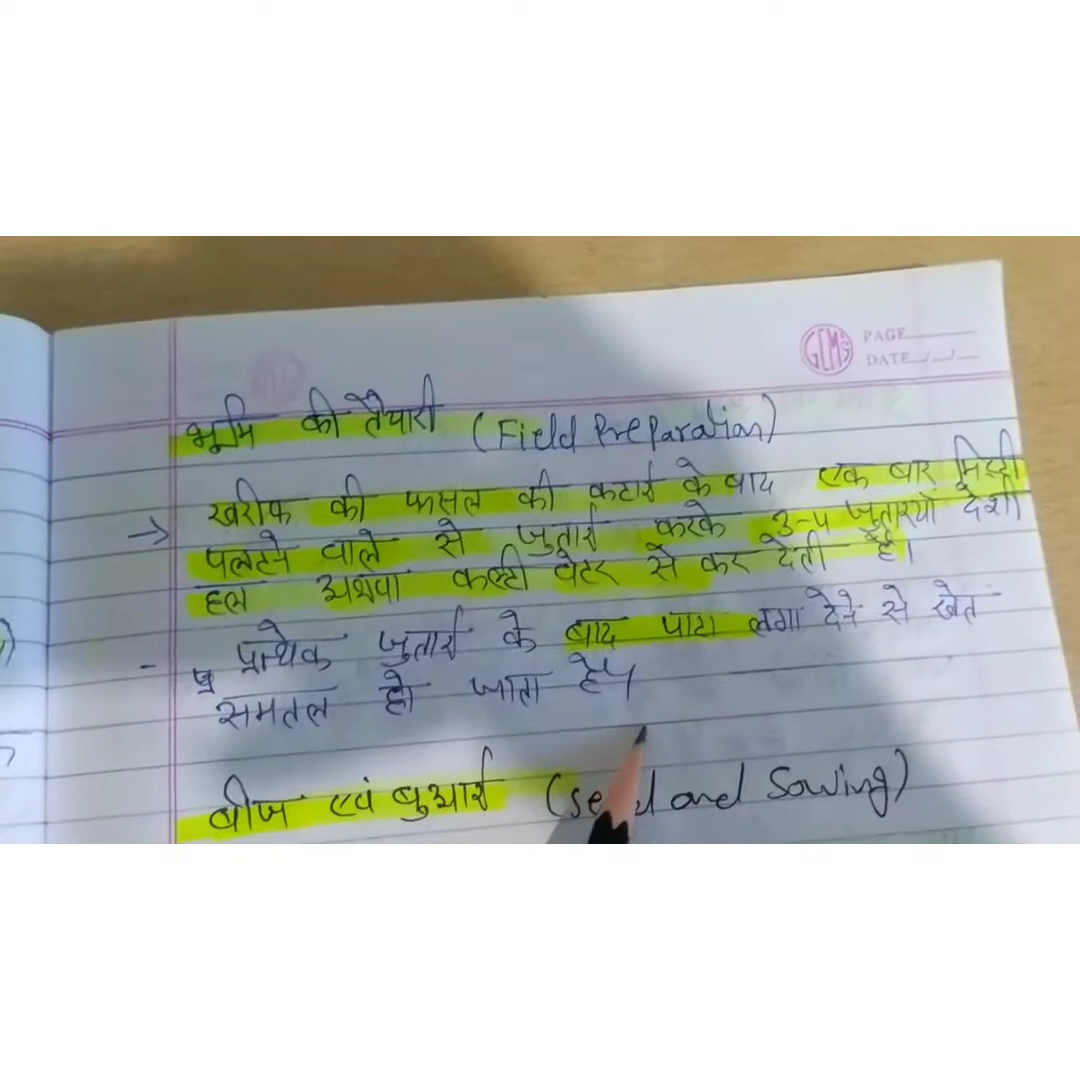 GEMS
PAGE
DATE
भूमि की तैयारी (Field Preparation)
→ खरीफ की फसल की कटाई के बाद एक बार मिट्टी
पलटने वाले से जुताई करके 3-4 जुताइयाँ देशी
हल अथवा कल्टी वेटर से कर देती है।
- प्रत्येक जुताई के बाद पाटा लगा देने से खेत
समतल हो जाता है।
बीज एवं बुआई (seed and Sowing)